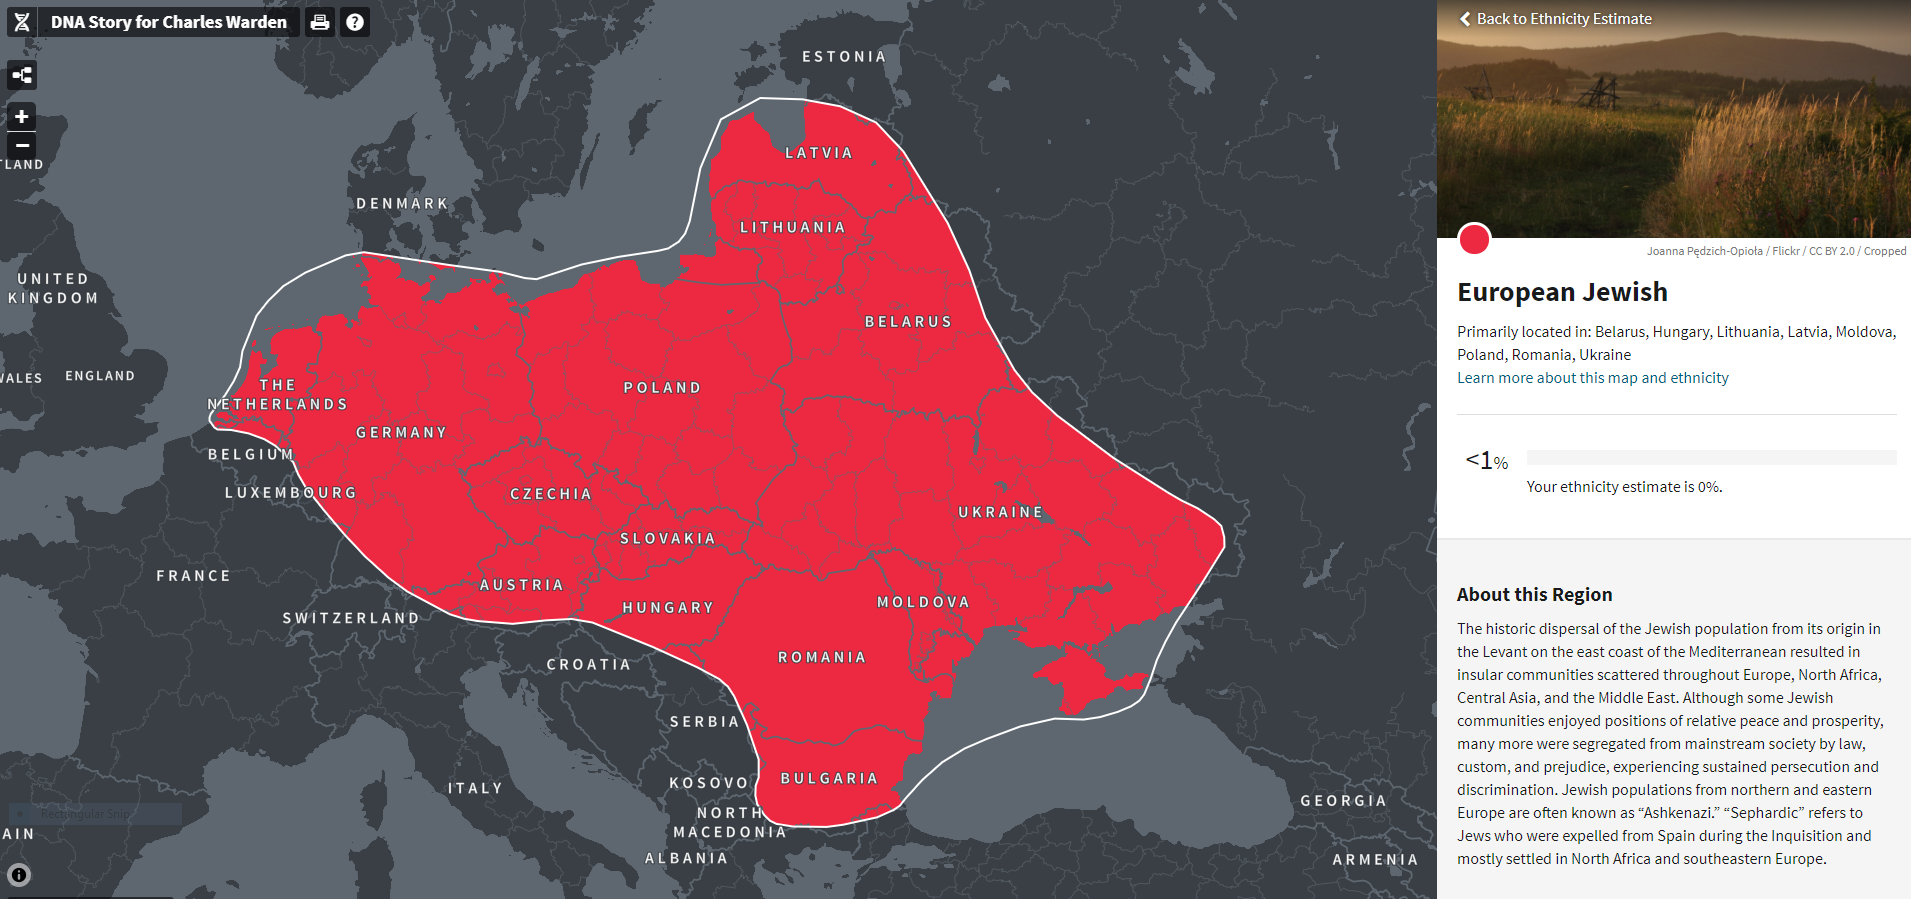 DNA Story for Charles Warden
ESTONIA
LATVIA
TLAND
DENMARK
LITHUANIA
UNITED
KINGDOM
BELARUS
WALES
ENGLAND
THE
NETHERLANDS
POLAND
GERMANY
BELGIUM
LUXEMBOURG
CZECHIA
UKRAINE
SLOVAKIA
FRANCE
AUSTRIA
HUNGARY
MOLDOVA
SWITZERLAND
CROATIA
ROMANIA
SERBIA
BULGARIA
KOSOVO
ITALY
NORTH
MACEDONIA
GEORGIA
Rectangular Snip
AIN
ALBANIA
ARMENIA
Back to Ethnicity Estimate
Joanna Pędzich-Opioła / Flickr / CC BY 2.0 / Cropped
European Jewish
Primarily located in: Belarus, Hungary, Lithuania, Latvia, Moldova,
Poland, Romania, Ukraine
Learn more about this map and ethnicity
<1%
Your ethnicity estimate is 0%.
About this Region
The historic dispersal of the Jewish population from its origin in
the Levant on the east coast of the Mediterranean resulted in
insular communities scattered throughout Europe, North Africa,
Central Asia, and the Middle East. Although some Jewish
communities enjoyed positions of relative peace and prosperity,
many more were segregated from mainstream society by law,
custom, and prejudice, experiencing sustained persecution and
discrimination. Jewish populations from northern and eastern
Europe are often known as “Ashkenazi.” “Sephardic” refers to
Jews who were expelled from Spain during the Inquisition and
mostly settled in North Africa and southeastern Europe.